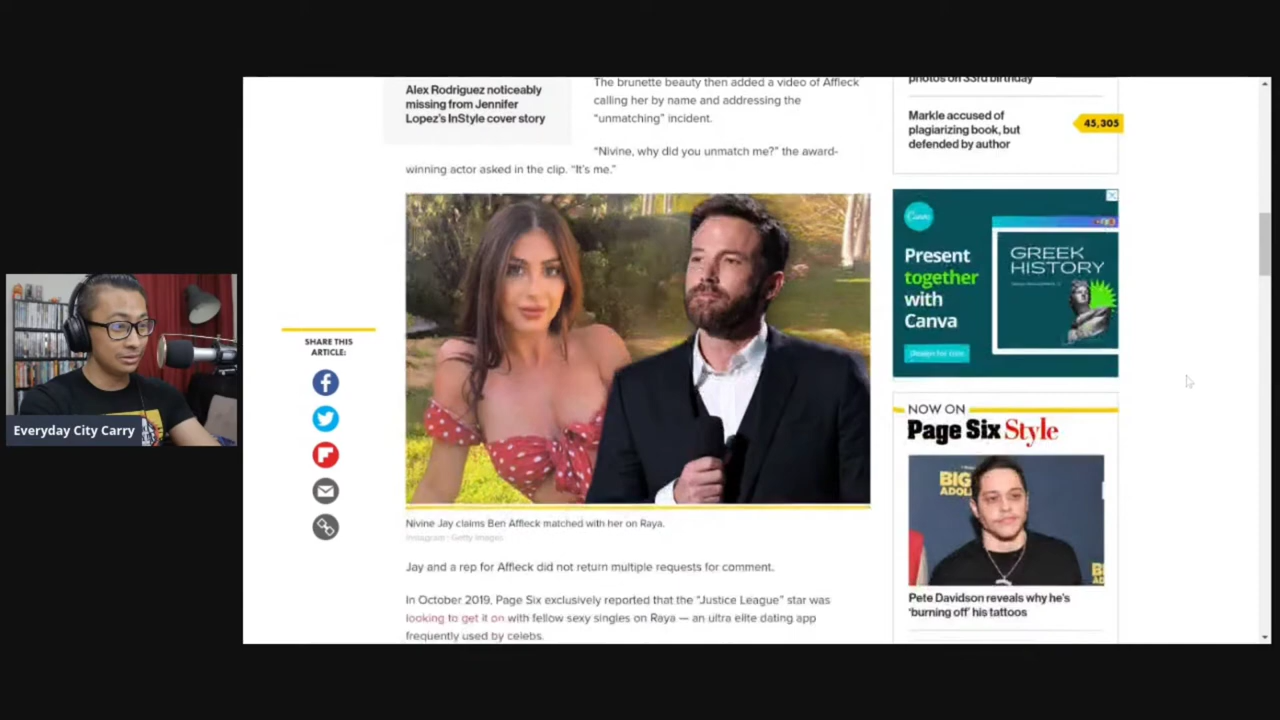 Alex Rodriguez noticeably
missing from Jennifer
Lopez's InStyle cover story
The brunette beauty then added a video of Affleck
calling her by name and addressing the
"unmatching" incident.
"Nivine, why did you unmatch me?" the award-
winning actor asked in the clip. "It's me."
SHARE THIS
ARTICLE:
Nivine Jay claims Ben Affleck matched with her on Raya.
Instagram; Getty Images
Jay and a rep for Affleck did not return multiple requests for comment.
In October 2019, Page Six exclusively reported that the "Justice League" star was
looking to get it on with fellow sexy singles on Raya — an ultra elite dating app
frequently used by celebs.
photos on 33rd birthday
Markle accused of
plagiarizing book, but
defended by author
45,305
Canva
Present
together
with
Canva
GREEK
HISTORY
NOW ON
Page Six Style
BIG
ADOL
Pete Davidson reveals why he's
'burning off' his tattoos
Everyday City Carry